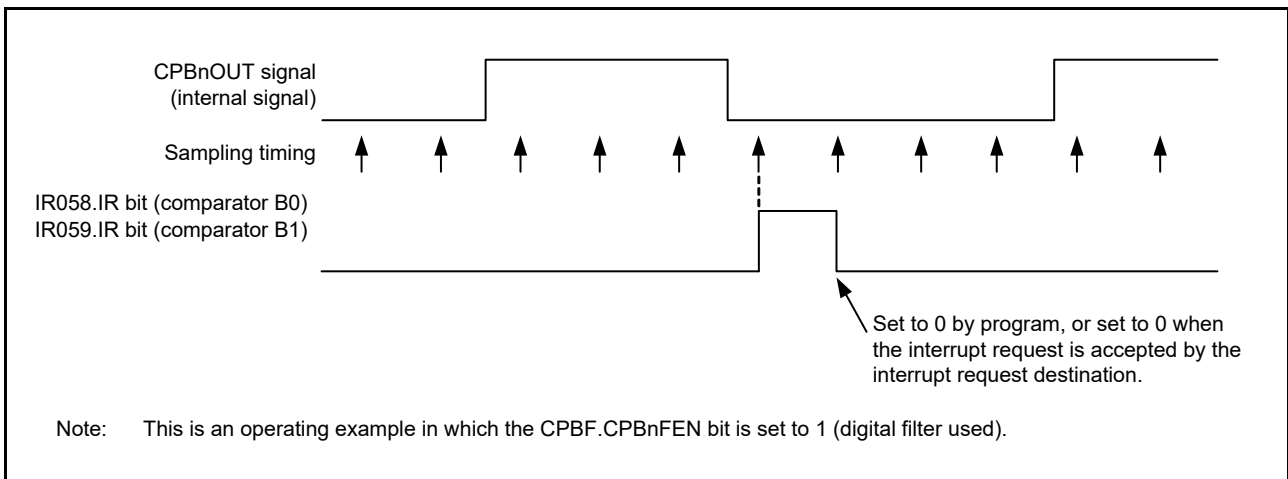 CPBnOUT signal
(internal signal)
Sampling timing
IR058.IR bit (comparator B0)
IR059.IR bit (comparator B1)
Set to 0 by program, or set to 0 when
the interrupt request is accepted by the
interrupt request destination.
Note: This is an operating example in which the CPBF.CPBnFEN bit is set to 1 (digital filter used).